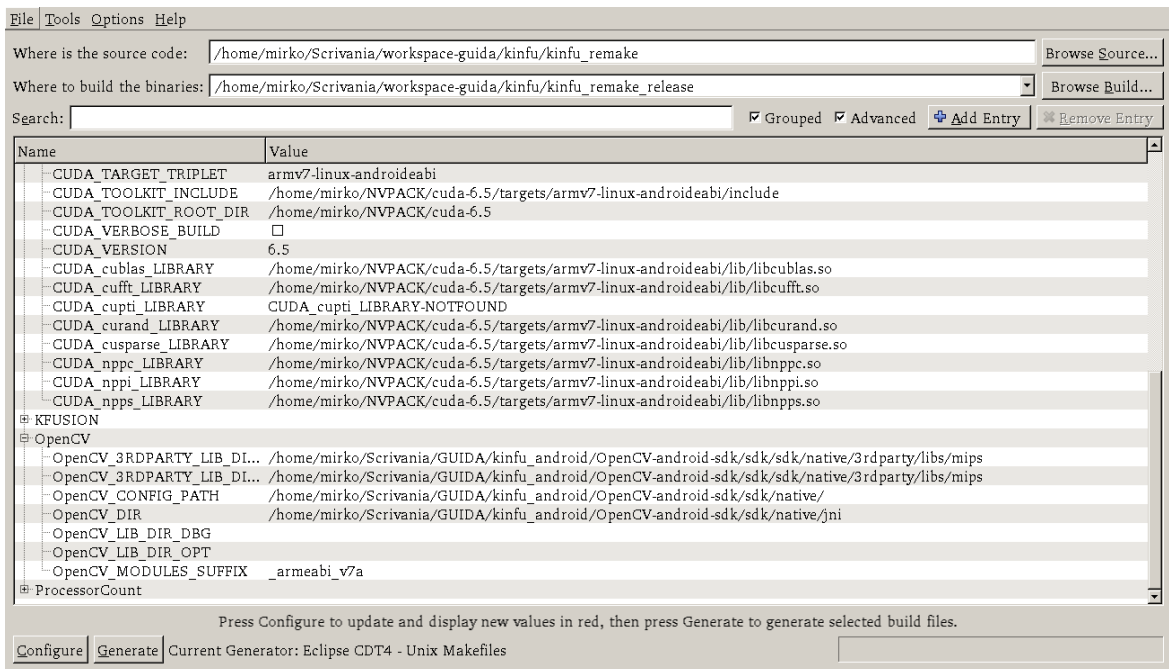 File Tools Options Help
Where is the source code: /home/mirko/Scrivania/workspace-guida/kinfu/kinfu_remake Browse Source...
Where to build the binaries: /home/mirko/Scrivania/workspace-guida/kinfu/kinfu_remake_release Browse Build...
Search: Grouped Advanced Add Entry Remove Entry
Name Value
CUDA_TARGET_TRIPLET armv7-linux-androideabi
CUDA_TOOLKIT_INCLUDE /home/mirko/NVPACK/cuda-6.5/targets/armv7-linux-androideabi/include
CUDA_TOOLKIT_ROOT_DIR /home/mirko/NVPACK/cuda-6.5
CUDA_VERBOSE_BUILD
CUDA_VERSION 6.5
CUDA_cublas_LIBRARY /home/mirko/NVPACK/cuda-6.5/targets/armv7-linux-androideabi/lib/libcublas.so
CUDA_cufft_LIBRARY /home/mirko/NVPACK/cuda-6.5/targets/armv7-linux-androideabi/lib/libcufft.so
CUDA_cupti_LIBRARY CUDA_cupti_LIBRARY-NOTFOUND
CUDA_curand_LIBRARY /home/mirko/NVPACK/cuda-6.5/targets/armv7-linux-androideabi/lib/libcurand.so
CUDA_cusparse_LIBRARY /home/mirko/NVPACK/cuda-6.5/targets/armv7-linux-androideabi/lib/libcusparse.so
CUDA_nppc_LIBRARY /home/mirko/NVPACK/cuda-6.5/targets/armv7-linux-androideabi/lib/libnppc.so
CUDA_nppi_LIBRARY /home/mirko/NVPACK/cuda-6.5/targets/armv7-linux-androideabi/lib/libnppi.so
CUDA_npps_LIBRARY /home/mirko/NVPACK/cuda-6.5/targets/armv7-linux-androideabi/lib/libnpps.so
KFUSION
OpenCV
OpenCV_3RDPARTY_LIB_DI... /home/mirko/Scrivania/GUIDA/kinfu_android/OpenCV-android-sdk/sdk/sdk/native/3rdparty/libs/mips
OpenCV_3RDPARTY_LIB_DI... /home/mirko/Scrivania/GUIDA/kinfu_android/OpenCV-android-sdk/sdk/sdk/native/3rdparty/libs/mips
OpenCV_CONFIG_PATH /home/mirko/Scrivania/GUIDA/kinfu_android/OpenCV-android-sdk/sdk/native/
OpenCV_DIR /home/mirko/Scrivania/GUIDA/kinfu_android/OpenCV-android-sdk/sdk/native/jni
OpenCV_LIB_DIR_DBG
OpenCV_LIB_DIR_OPT
OpenCV_MODULES_SUFFIX _armeabi_v7a
ProcessorCount
Press Configure to update and display new values in red, then press Generate to generate selected build files.
Configure Generate Current Generator: Eclipse CDT4 - Unix Makefiles